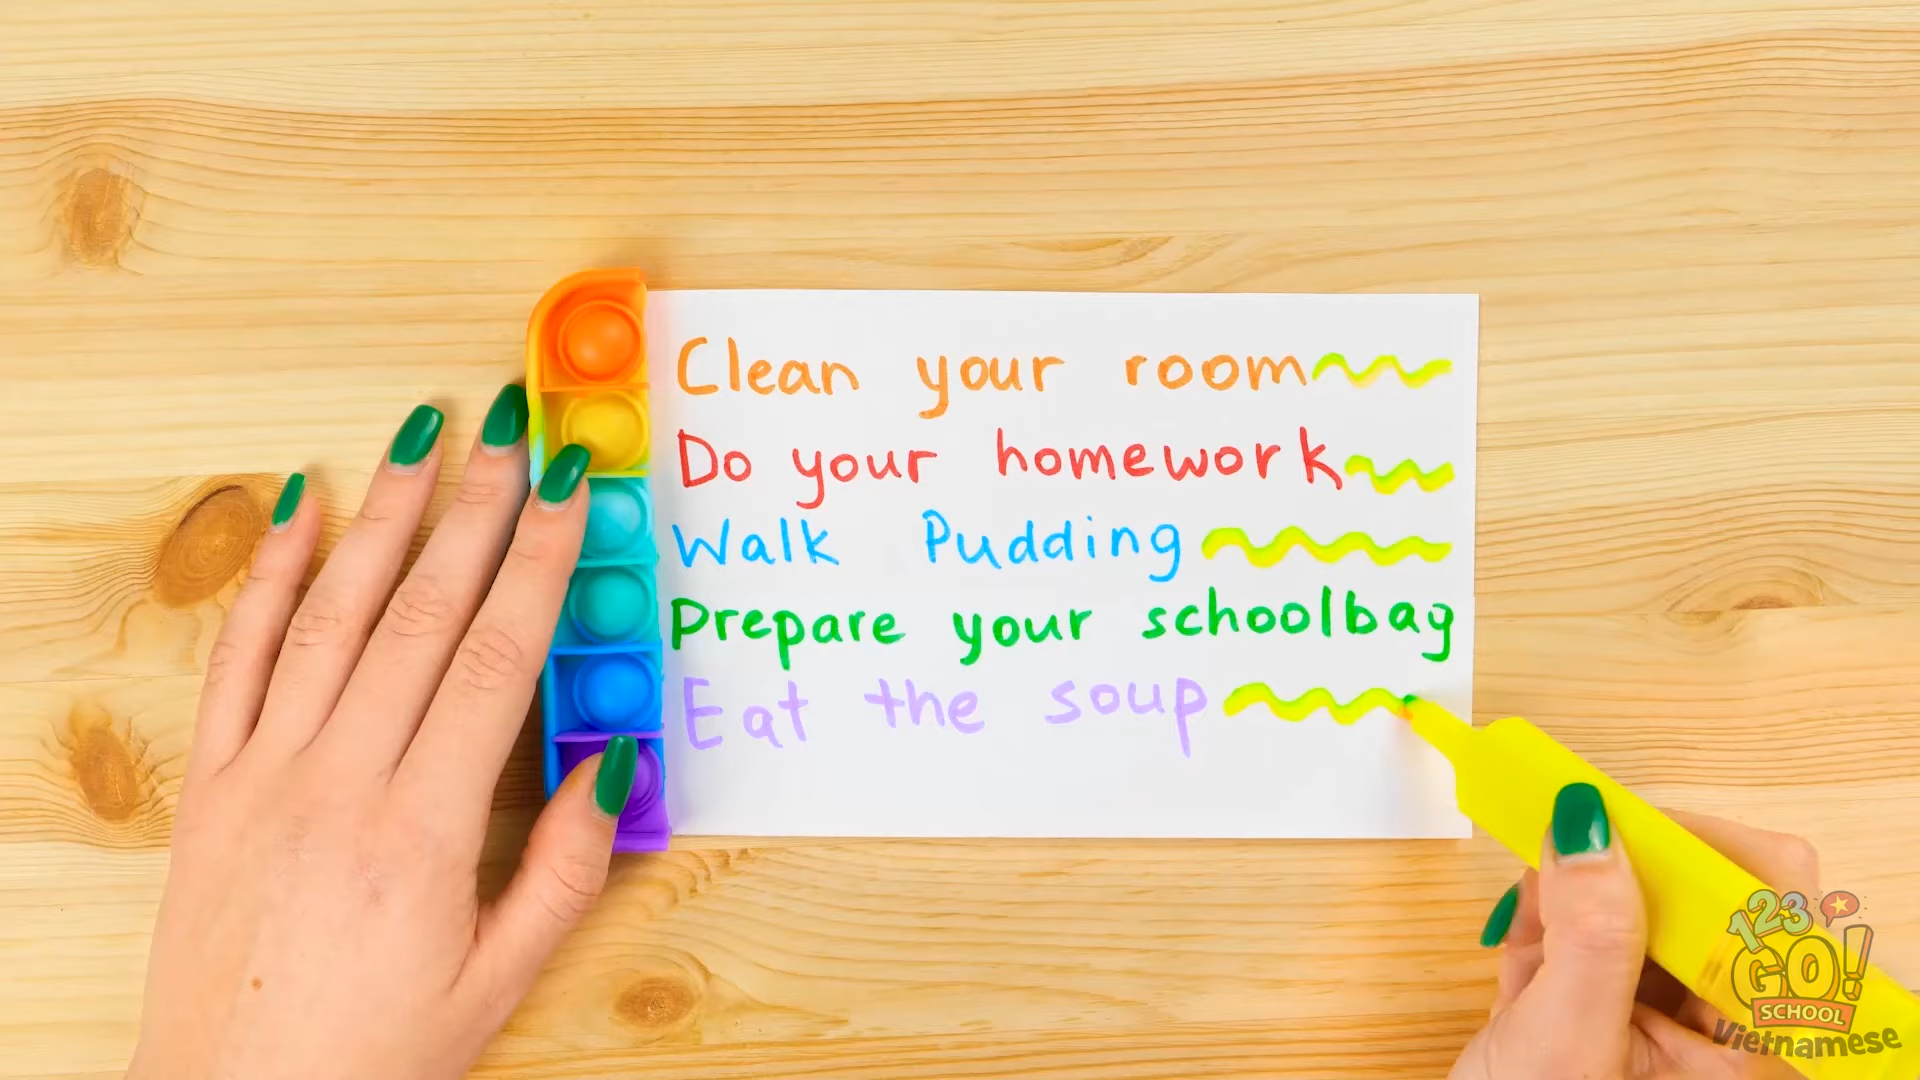 Clean your room
Do your homework
Walk Pudding
Prepare your schoolbag
Eat the soup
123
GO!
SCHOOL
Vietnamese